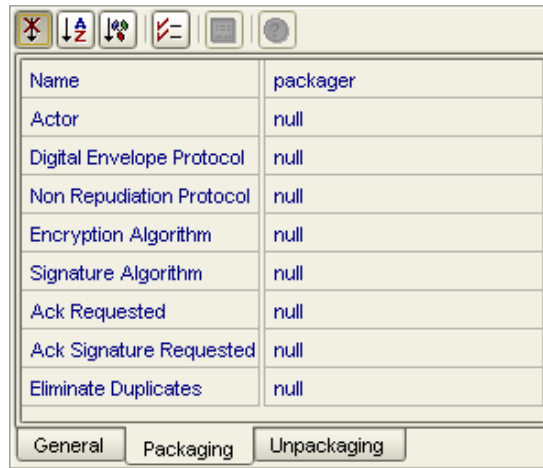 Name packager
Actor null
Digital Envelope Protocol null
Non Repudiation Protocol null
Encryption Algorithm null
Signature Algorithm null
Ack Requested null
Ack Signature Requested null
Eliminate Duplicates null
General Packaging Unpackaging